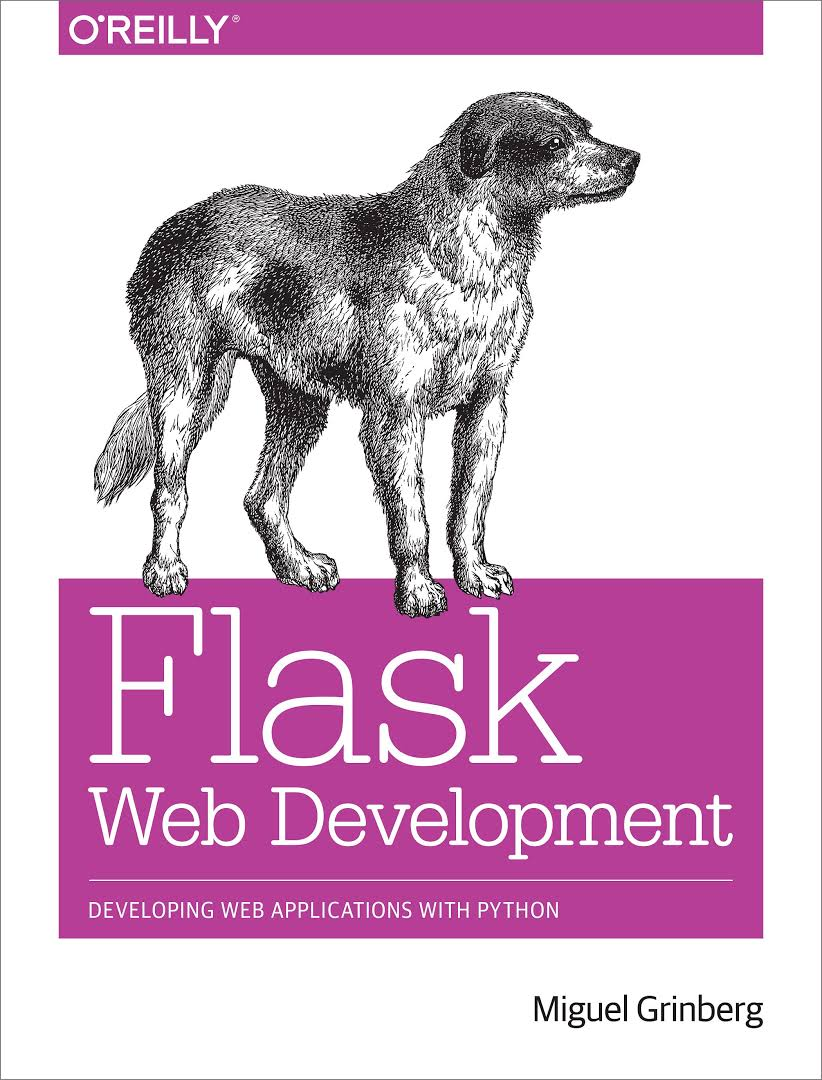 O'REILLY®
Flask
Web Development
DEVELOPING WEB APPLICATIONS WITH PYTHON
Miguel Grinberg